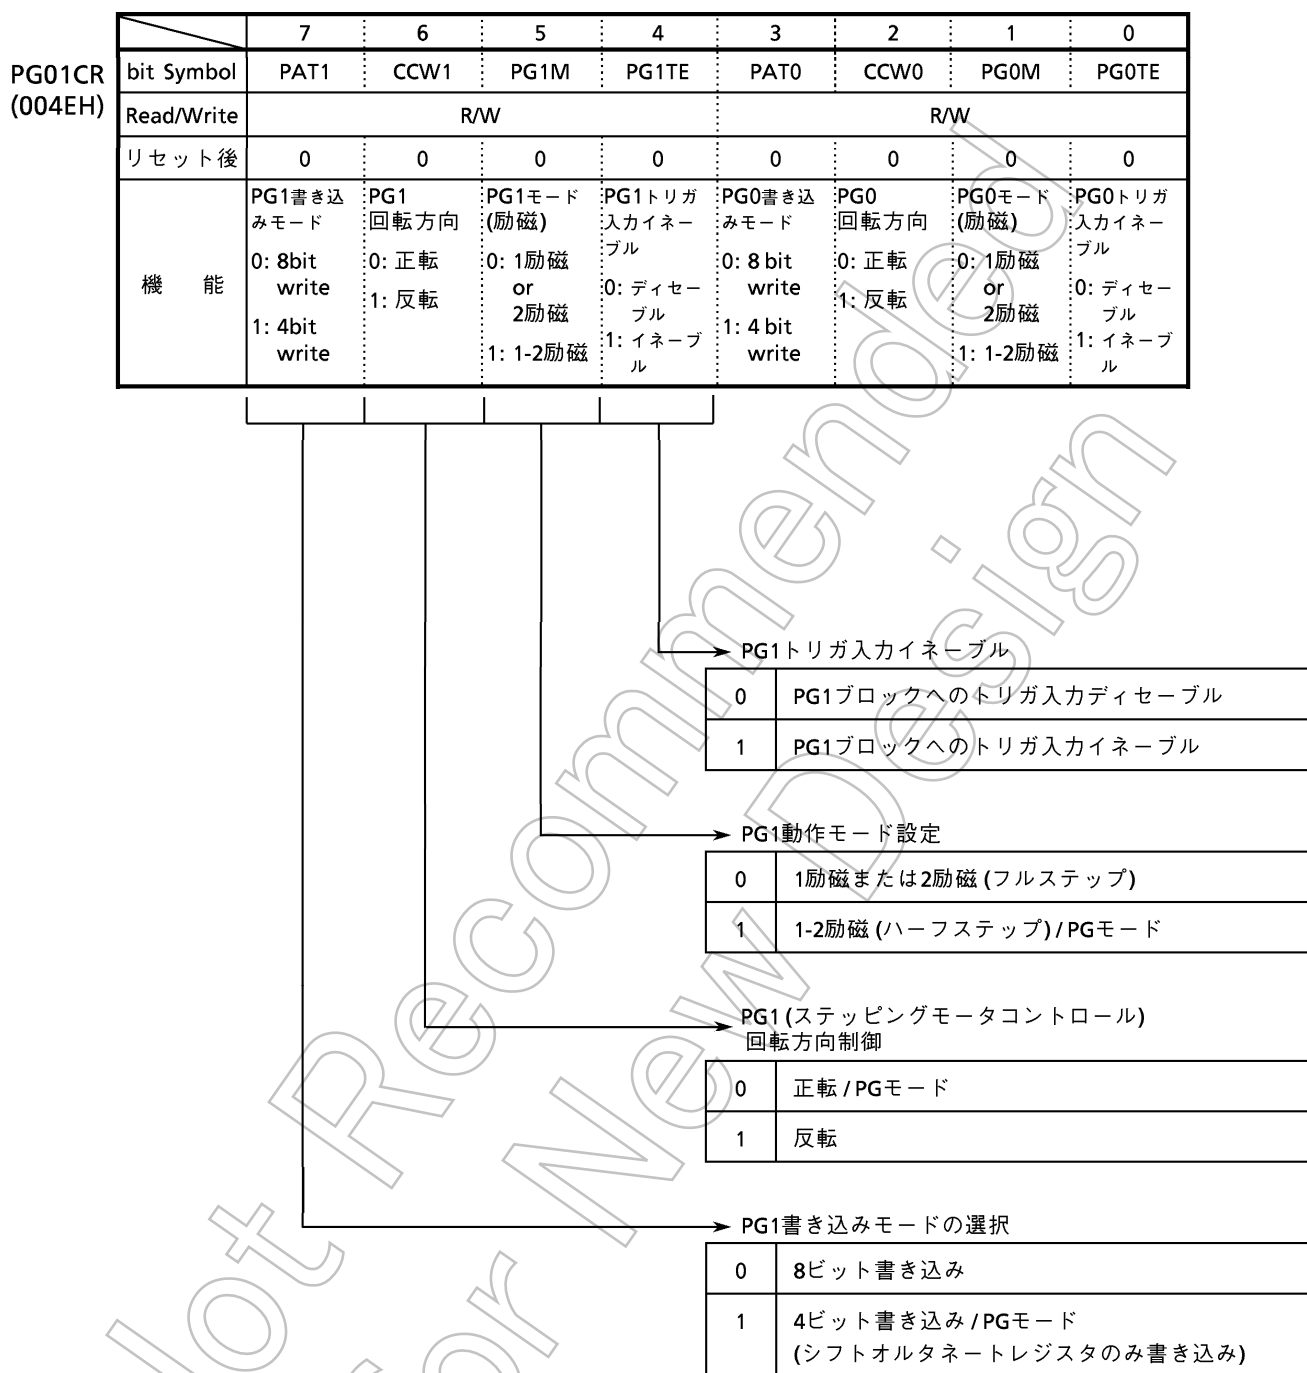 7 6 5 4 3 2 1 0
PG01CR
(004EH)
bit Symbol PAT1 CCW1 PG1M PG1TE PAT0 CCW0 PG0M PG0TE
Read/Write R/W R/W
リセット後 0 0 0 0 0 0 0 0
機 能
PG1書き込
みモード
0: 8bit
write
1: 4bit
write
PG1
回転方向
0: 正転
1: 反転
PG1モード
(励磁)
0: 1励磁
or
2励磁
1: 1-2励磁
PG1トリガ
入力イネー
ブル
0: ディセー
ブル
1: イネーブ
ル
PG0書き込
みモード
0: 8 bit
write
1: 4 bit
write
PG0
回転方向
0: 正転
1: 反転
PG0モード
(励磁)
0: 1励磁
or
2励磁
1: 1-2励磁
PG0トリガ
入力イネー
ブル
0: ディセー
ブル
1: イネーブ
ル
PG1トリガ入力イネーブル
0 PG1ブロックへのトリガ入力ディセーブル
1 PG1ブロックへのトリガ入力イネーブル
PG1動作モード設定
0 1励磁または2励磁 (フルステップ)
1 1-2励磁 (ハーフステップ) / PGモード
PG1 (ステッピングモータコントロール)
回転方向制御
0 正転 / PGモード
1 反転
PG1書き込みモードの選択
0 8ビット書き込み
1 4ビット書き込み / PGモード
(シフトオルタネートレジスタのみ書き込み)
Not Recommended
for New Design